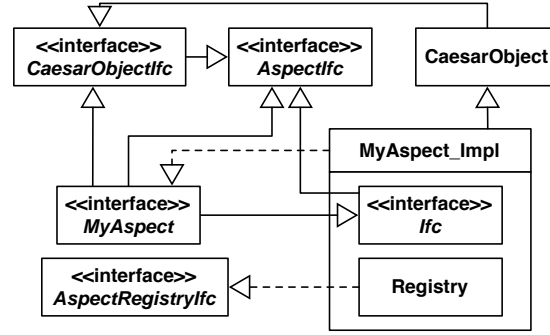 <<interface>>
CaesarObjectIfc
<<interface>>
AspectIfc
CaesarObject
MyAspect_Impl
<<interface>>
MyAspect
<<interface>>
Ifc
<<interface>>
AspectRegistryIfc
Registry